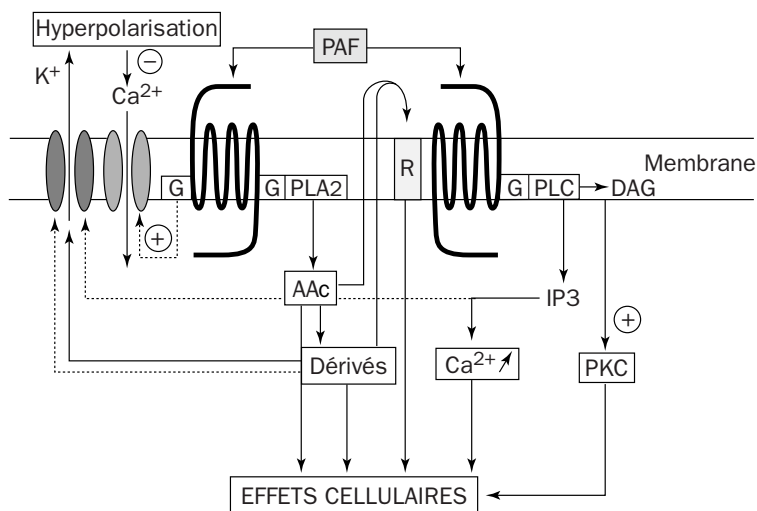 Hyperpolarisation
PAF
K+
−
Ca2+
R
Membrane
G
G PLA2
G PLC
DAG
+
AAc
IP3
+
Dérivés
Ca2+
PKC
EFFETS CELLULAIRES